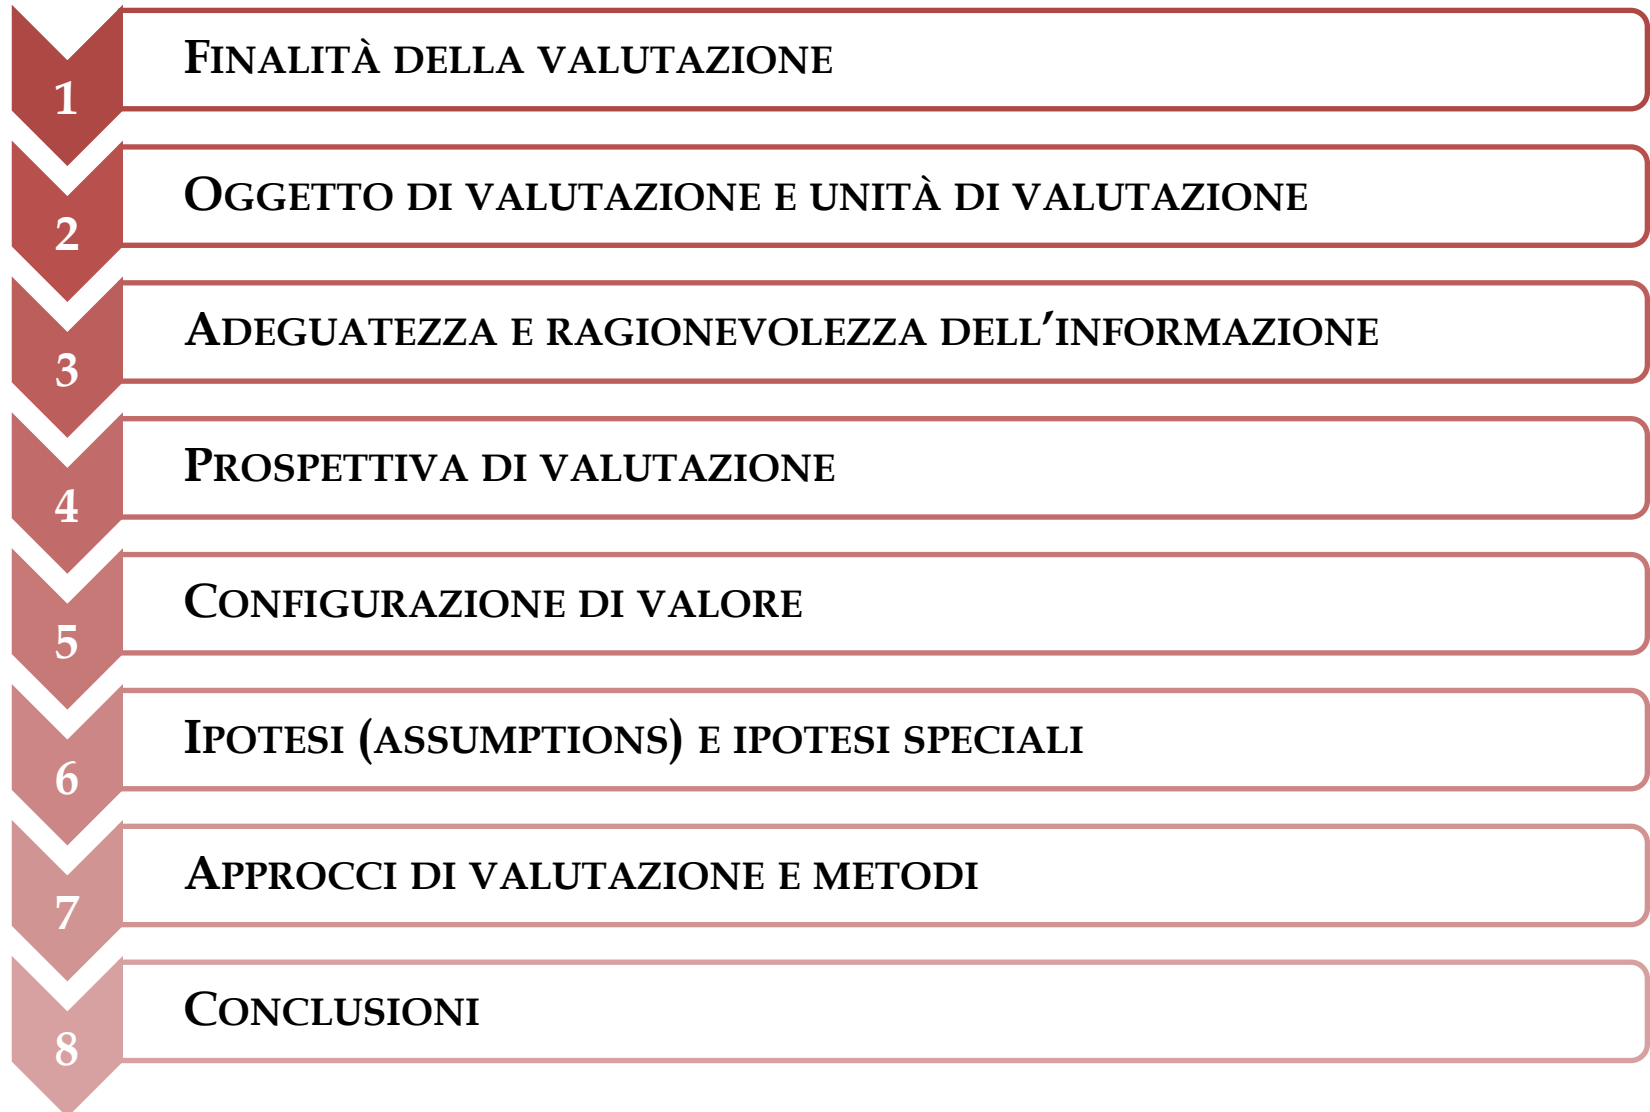 1 FINALITÀ DELLA VALUTAZIONE
2 OGGETTO DI VALUTAZIONE E UNITÀ DI VALUTAZIONE
3 ADEGUATEZZA E RAGIONEVOLEZZA DELL’INFORMAZIONE
4 PROSPETTIVA DI VALUTAZIONE
5 CONFIGURAZIONE DI VALORE
6 IPOTESI (ASSUMPTIONS) E IPOTESI SPECIALI
7 APPROCCI DI VALUTAZIONE E METODI
8 CONCLUSIONI